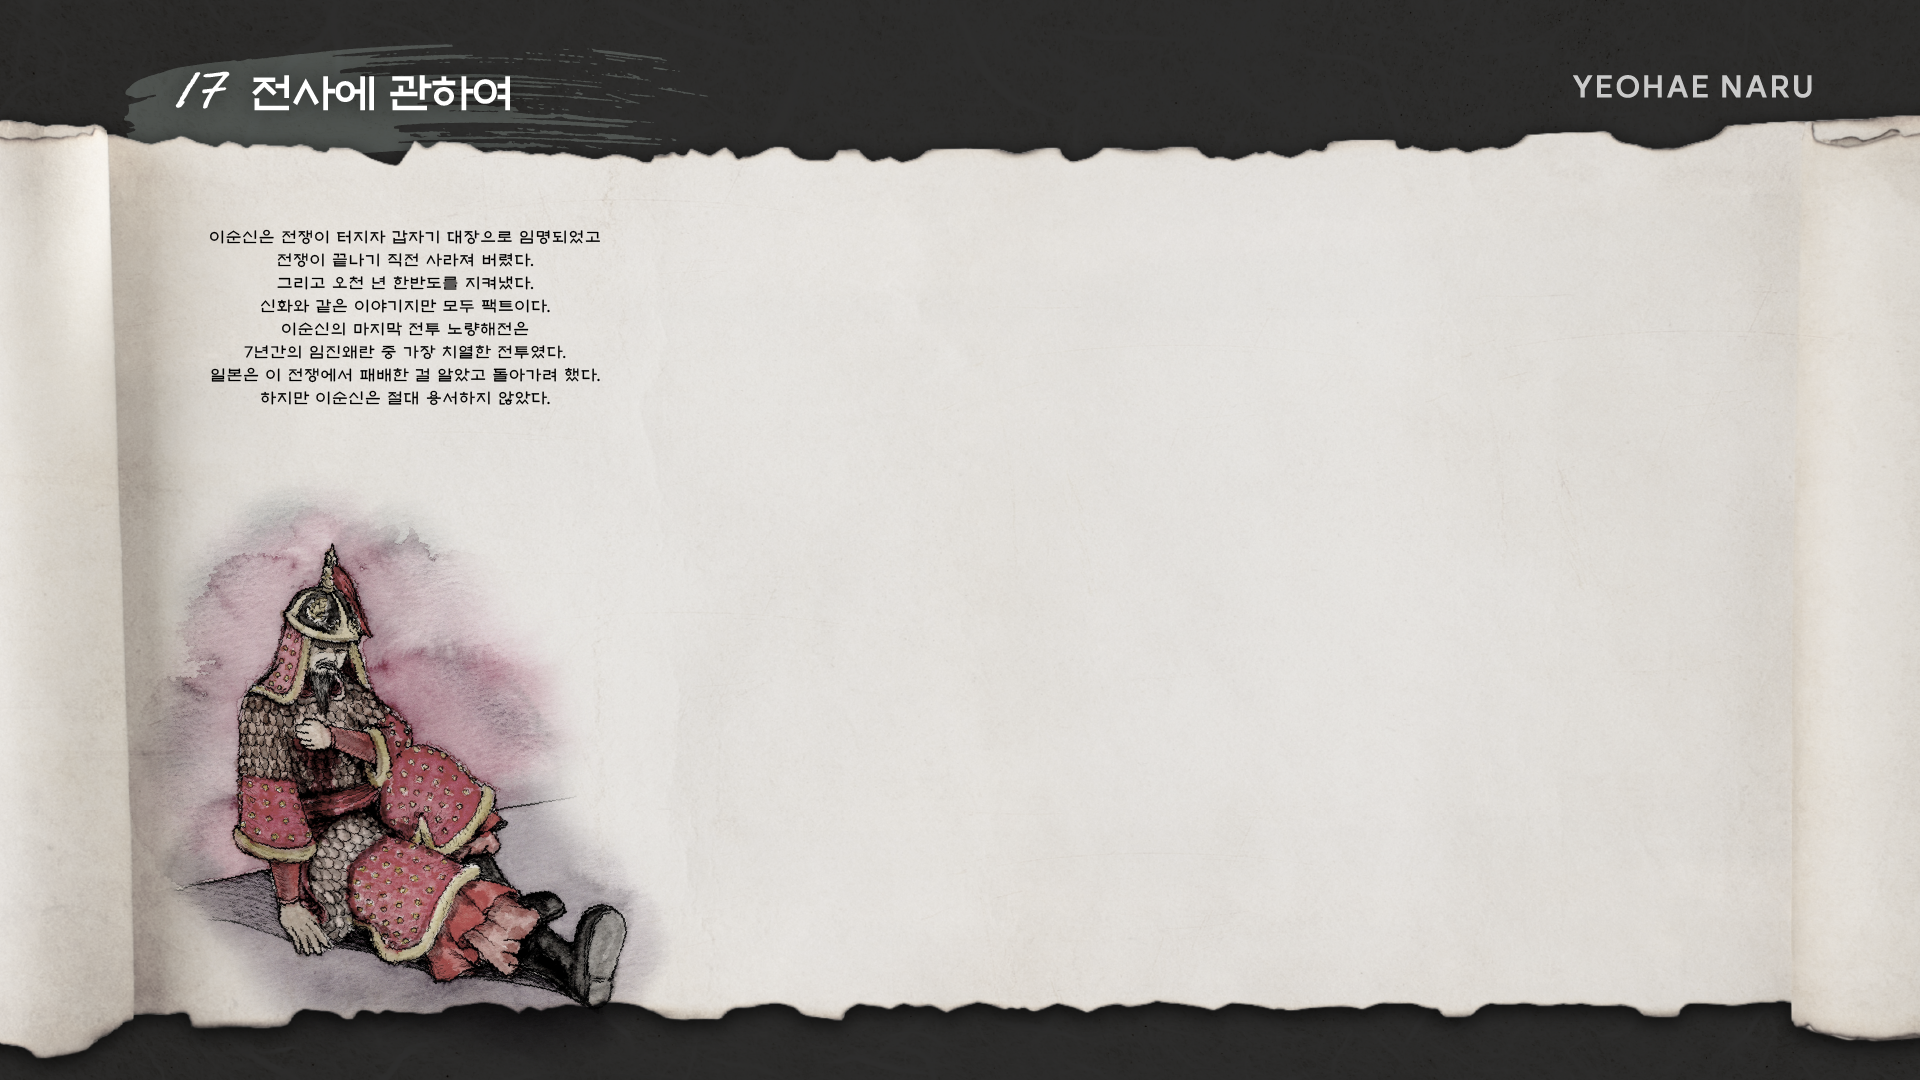 17 전사에 관하여
YEOHAE NARU
이순신은 전쟁이 터지자 갑자기 대장으로 임명되었고
전쟁이 끝나기 직전 사라져 버렸다.
그리고 오천 년 한반도를 지켜냈다.
신화와 같은 이야기지만 모두 팩트이다.
이순신의 마지막 전투 노량해전은
7년간의 임진왜란 중 가장 치열한 전투였다.
일본은 이 전쟁에서 패배한 걸 알았고 돌아가려 했다.
하지만 이순신은 절대 용서하지 않았다.